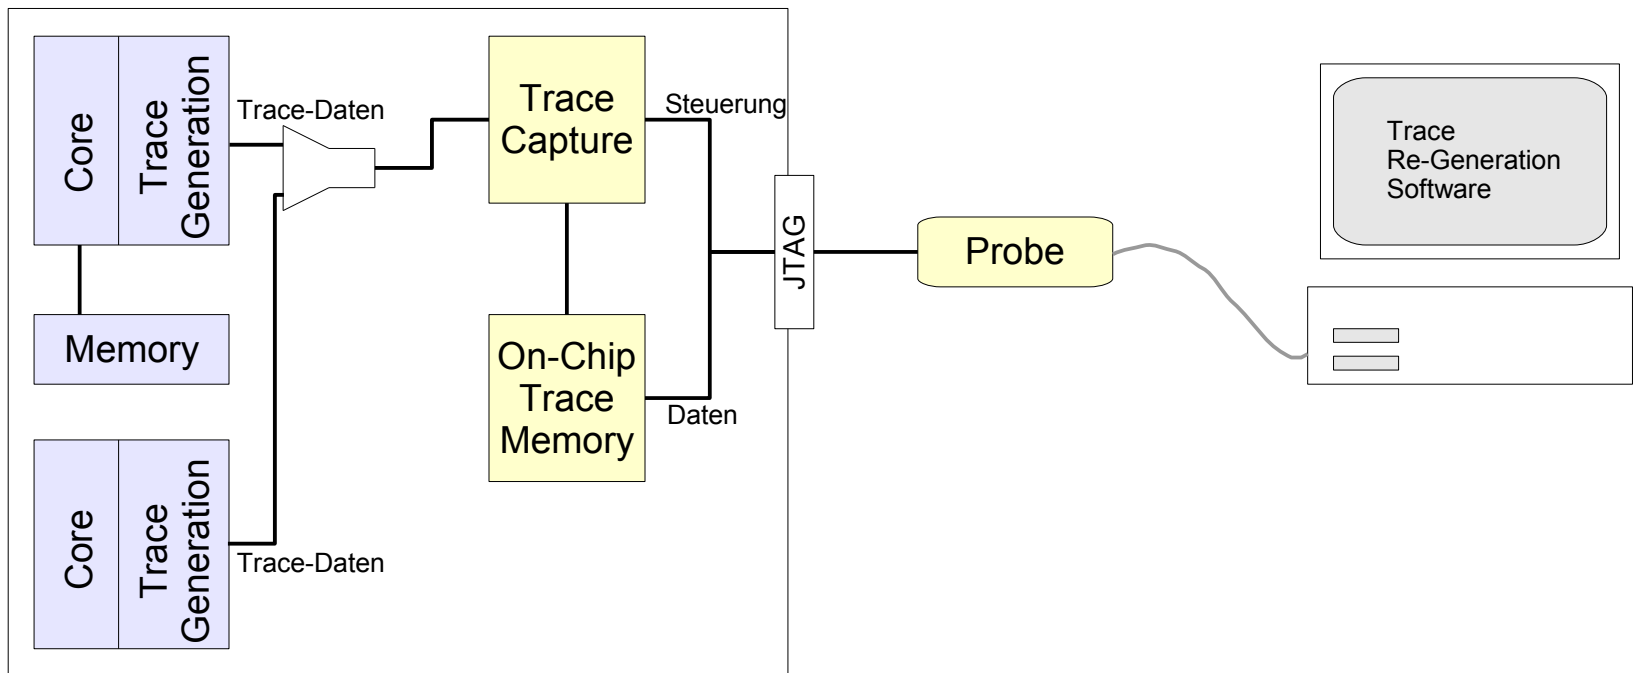 Core
Trace
Generation
Trace-Daten
Trace
Capture
Steuerung
Trace
Re-Generation
Software
JTAG
Probe
Memory
On-Chip
Trace
Memory
Daten
Core
Trace
Generation
Trace-Daten